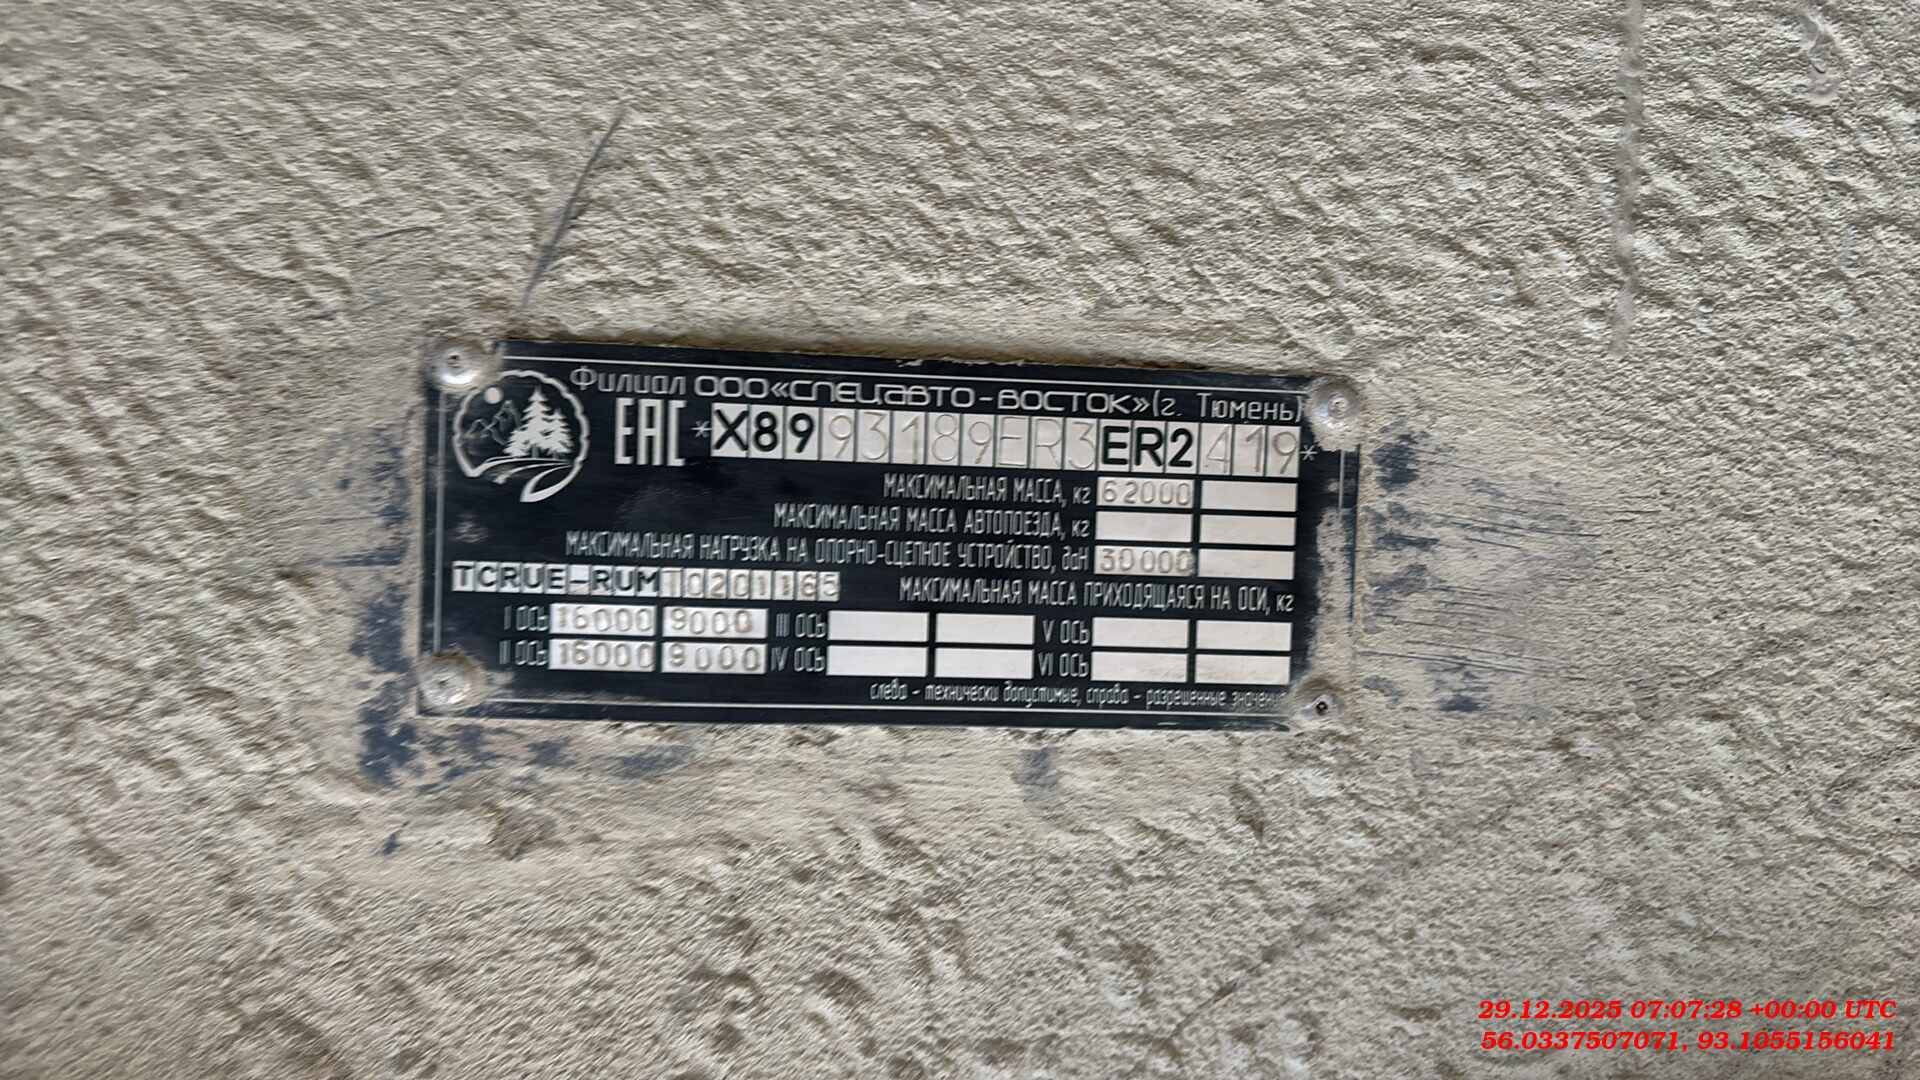 Филиал ООО «СПЕЦАВТО-ВОСТОК» (г. Тюмень)
EAC *X8993189ER3ER2419*
МАКСИМАЛЬНАЯ МАССА, кг 62000
МАКСИМАЛЬНАЯ МАССА АВТОПОЕЗДА, кг
МАКСИМАЛЬНАЯ НАГРУЗКА НА ОПОРНО-СЦЕПНОЕ УСТРОЙСТВО, даН 30000
TCRUE-RUMT0201165 МАКСИМАЛЬНАЯ МАССА ПРИХОДЯЩАЯСЯ НА ОСИ, кг
I ОСЬ 16000 9000 III ОСЬ V ОСЬ
II ОСЬ 16000 9000 IV ОСЬ VI ОСЬ
слева - технически допустимые, справа - разрешенные значения
29.12.2025 07:07:28 +00:00 UTC
56.0337507071, 93.1055156041